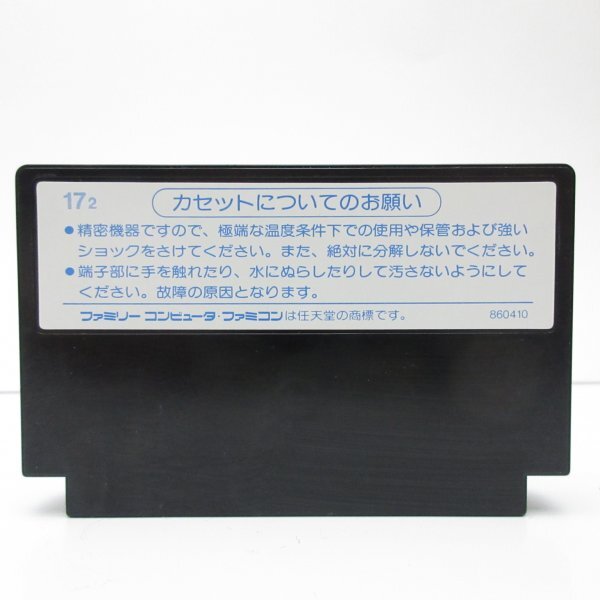 17 2
カセットについてのお願い
●精密機器ですので、極端な温度条件下での使用や保管および強い
ショックをさけてください。また、絶対に分解しないでください。
●端子部に手を触れたり、水にぬらしたりして汚さないようにして
ください。故障の原因となります。
ファミリー コンピュータ・ファミコンは任天堂の商標です。
860410